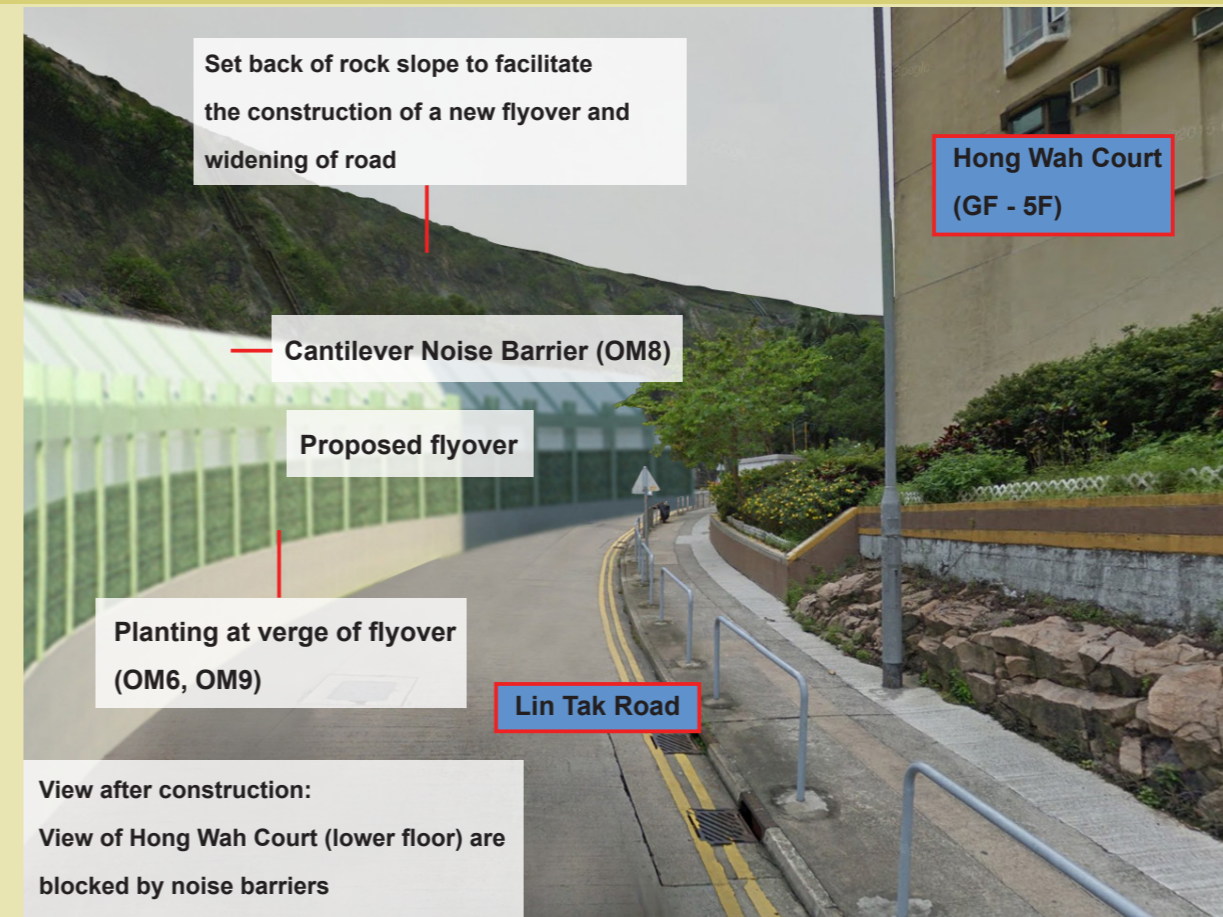 Set back of rock slope to facilitate
the construction of a new flyover and
widening of road
Hong Wah Court
(GF - 5F)
Cantilever Noise Barrier (OM8)
Proposed flyover
Planting at verge of flyover
(OM6, OM9)
Lin Tak Road
View after construction:
View of Hong Wah Court (lower floor) are
blocked by noise barriers